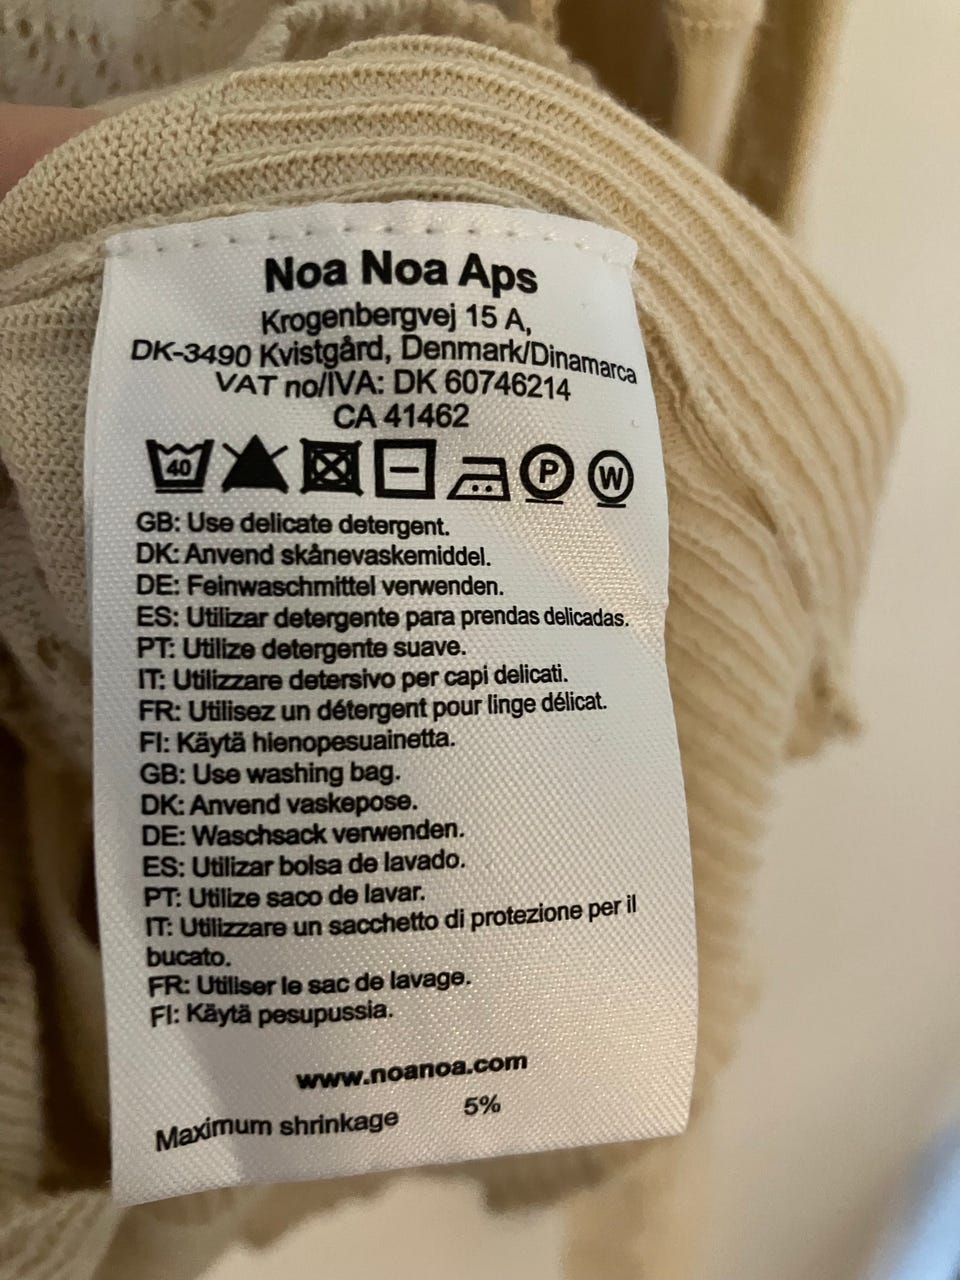 Noa Noa Aps
Krogenbergvej 15 A,
DK-3490 Kvistgård, Denmark/Dinamarca
VAT no/IVA: DK 60746214
CA 41462
40 P W
GB: Use delicate detergent.
DK: Anvend skånevaskemiddel.
DE: Feinwaschmittel verwenden.
ES: Utilizar detergente para prendas delicadas.
PT: Utilize detergente suave.
IT: Utilizzare detersivo per capi delicati.
FR: Utilisez un détergent pour linge délicat.
FI: Käytä hienopesuainetta.
GB: Use washing bag.
DK: Anvend vaskepose.
DE: Waschsack verwenden.
ES: Utilizar bolsa de lavado.
PT: Utilize saco de lavar.
IT: Utilizzare un sacchetto di protezione per il
bucato.
FR: Utiliser le sac de lavage.
FI: Käytä pesupussia.
www.noanoa.com
Maximum shrinkage 5%